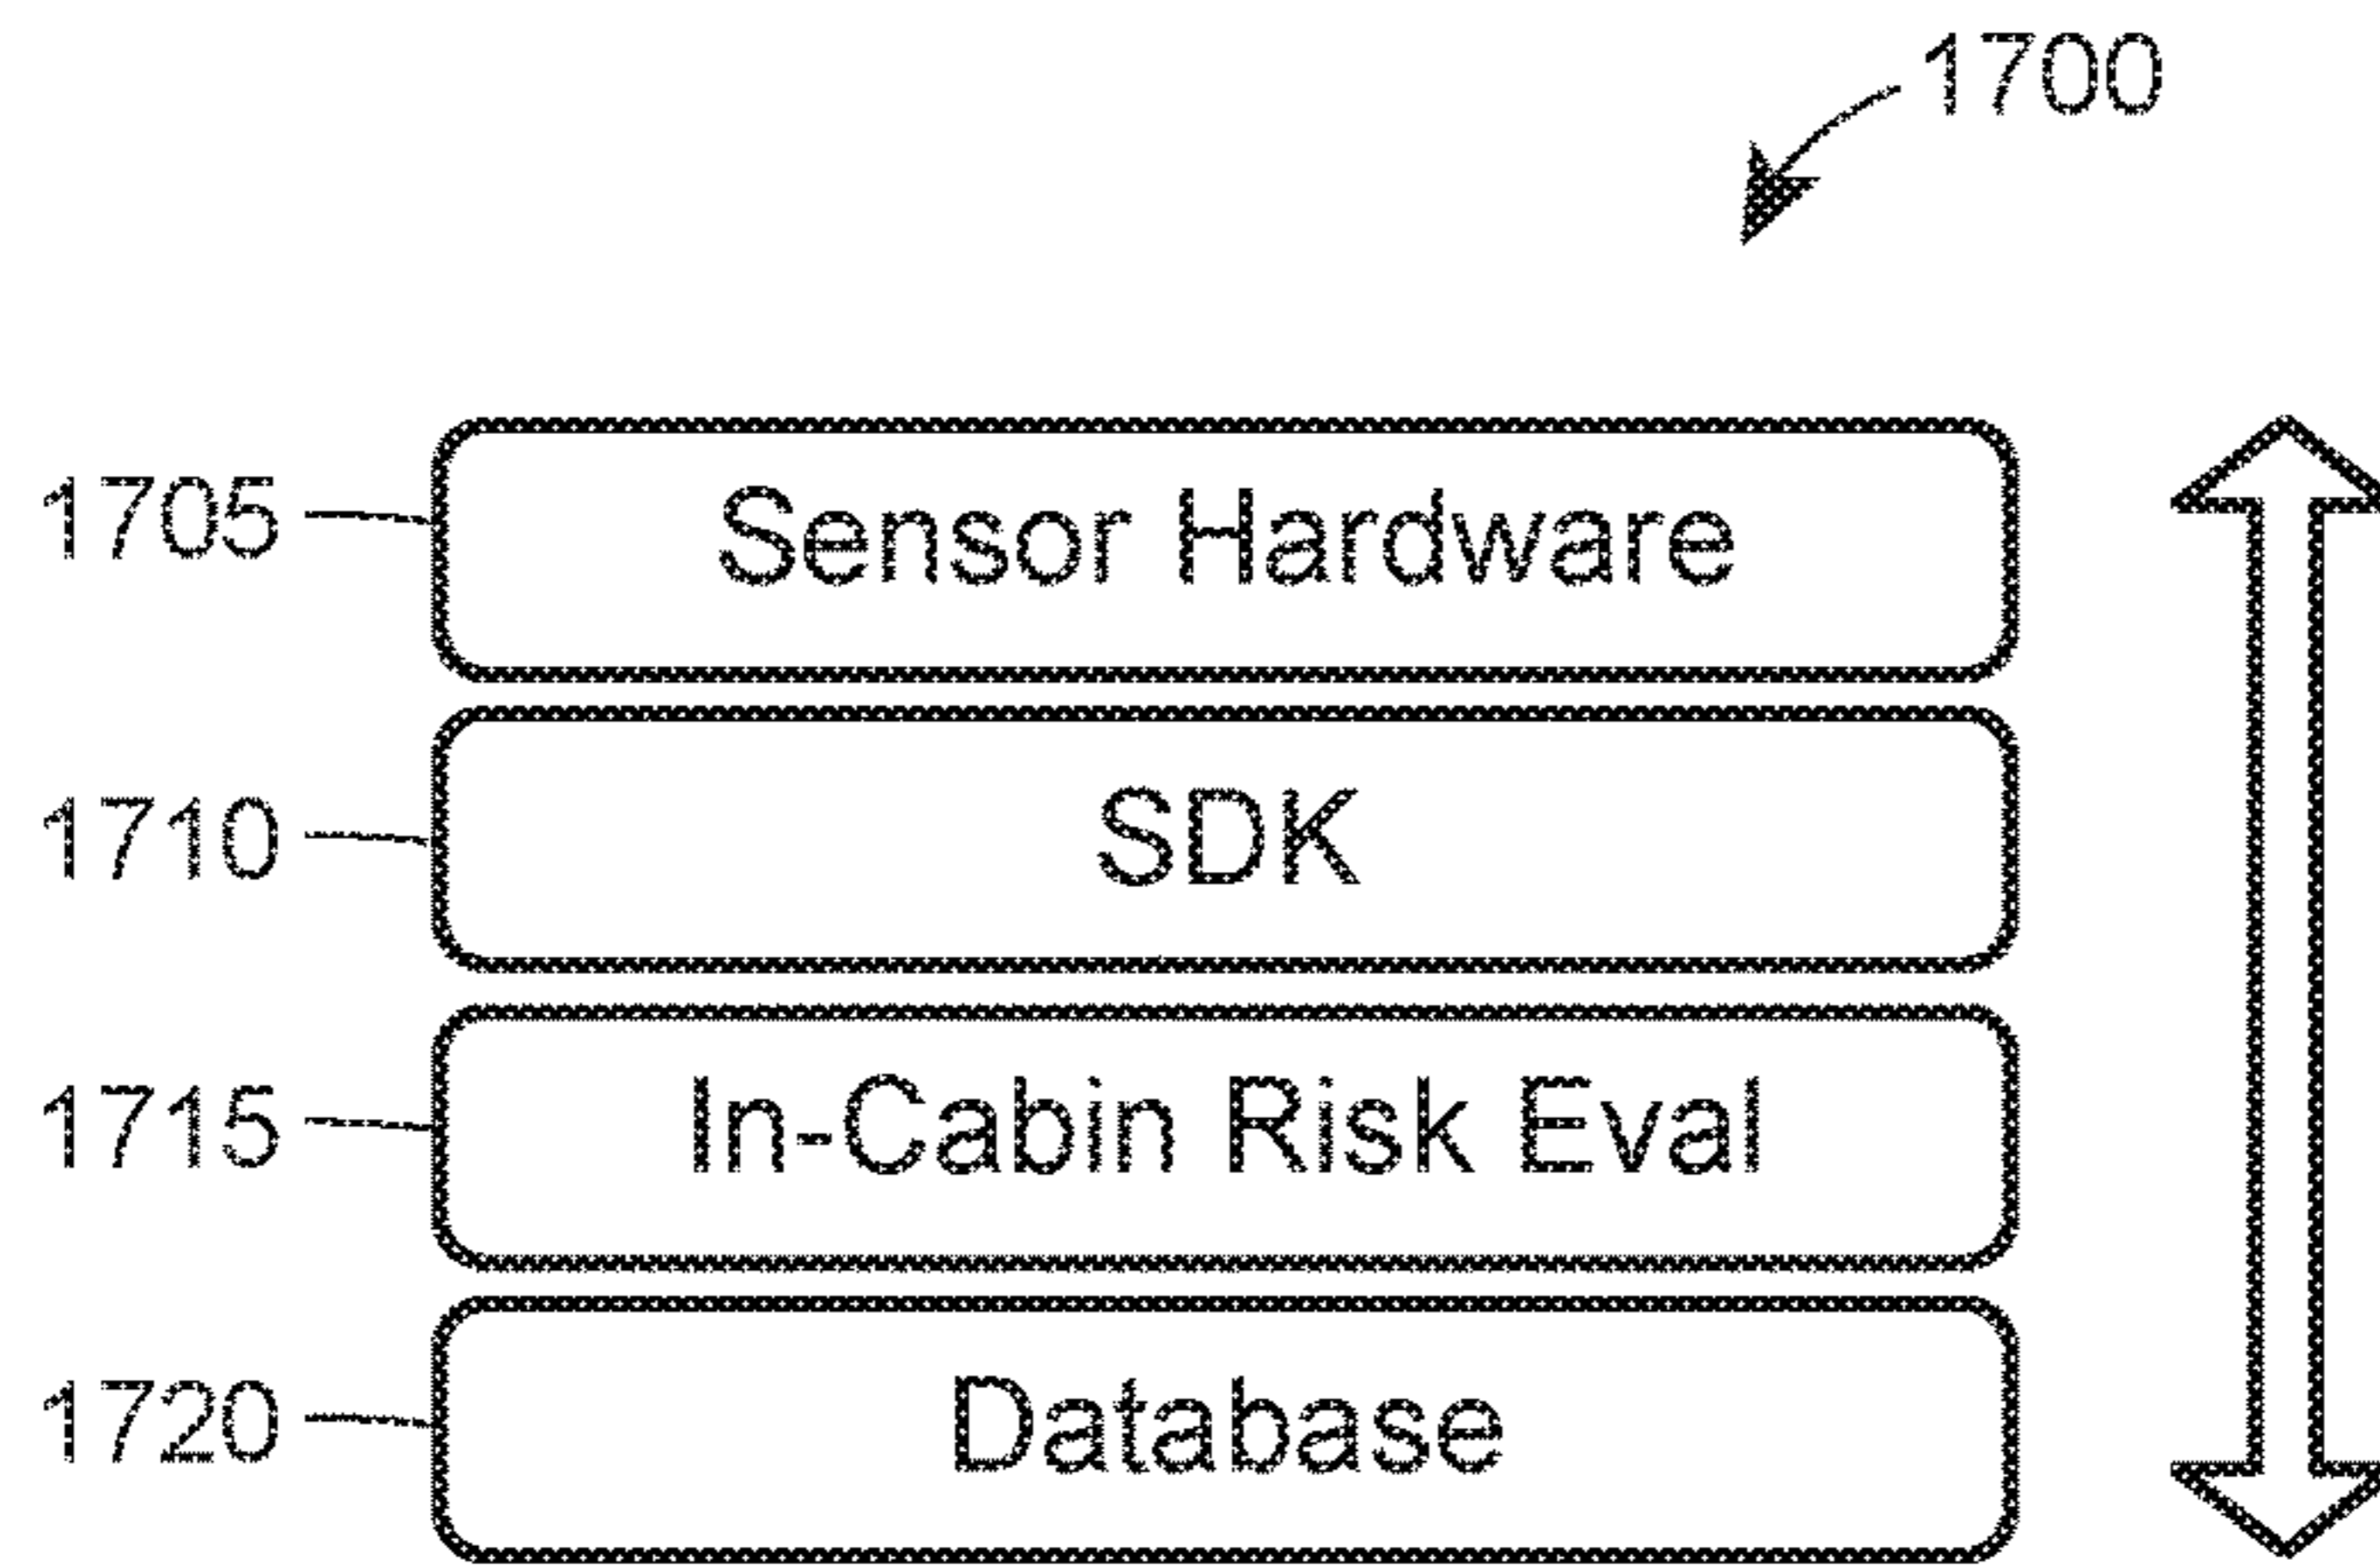 1700
1705 Sensor Hardware
1710 SDK
1715 In-Cabin Risk Eval
1720 Database